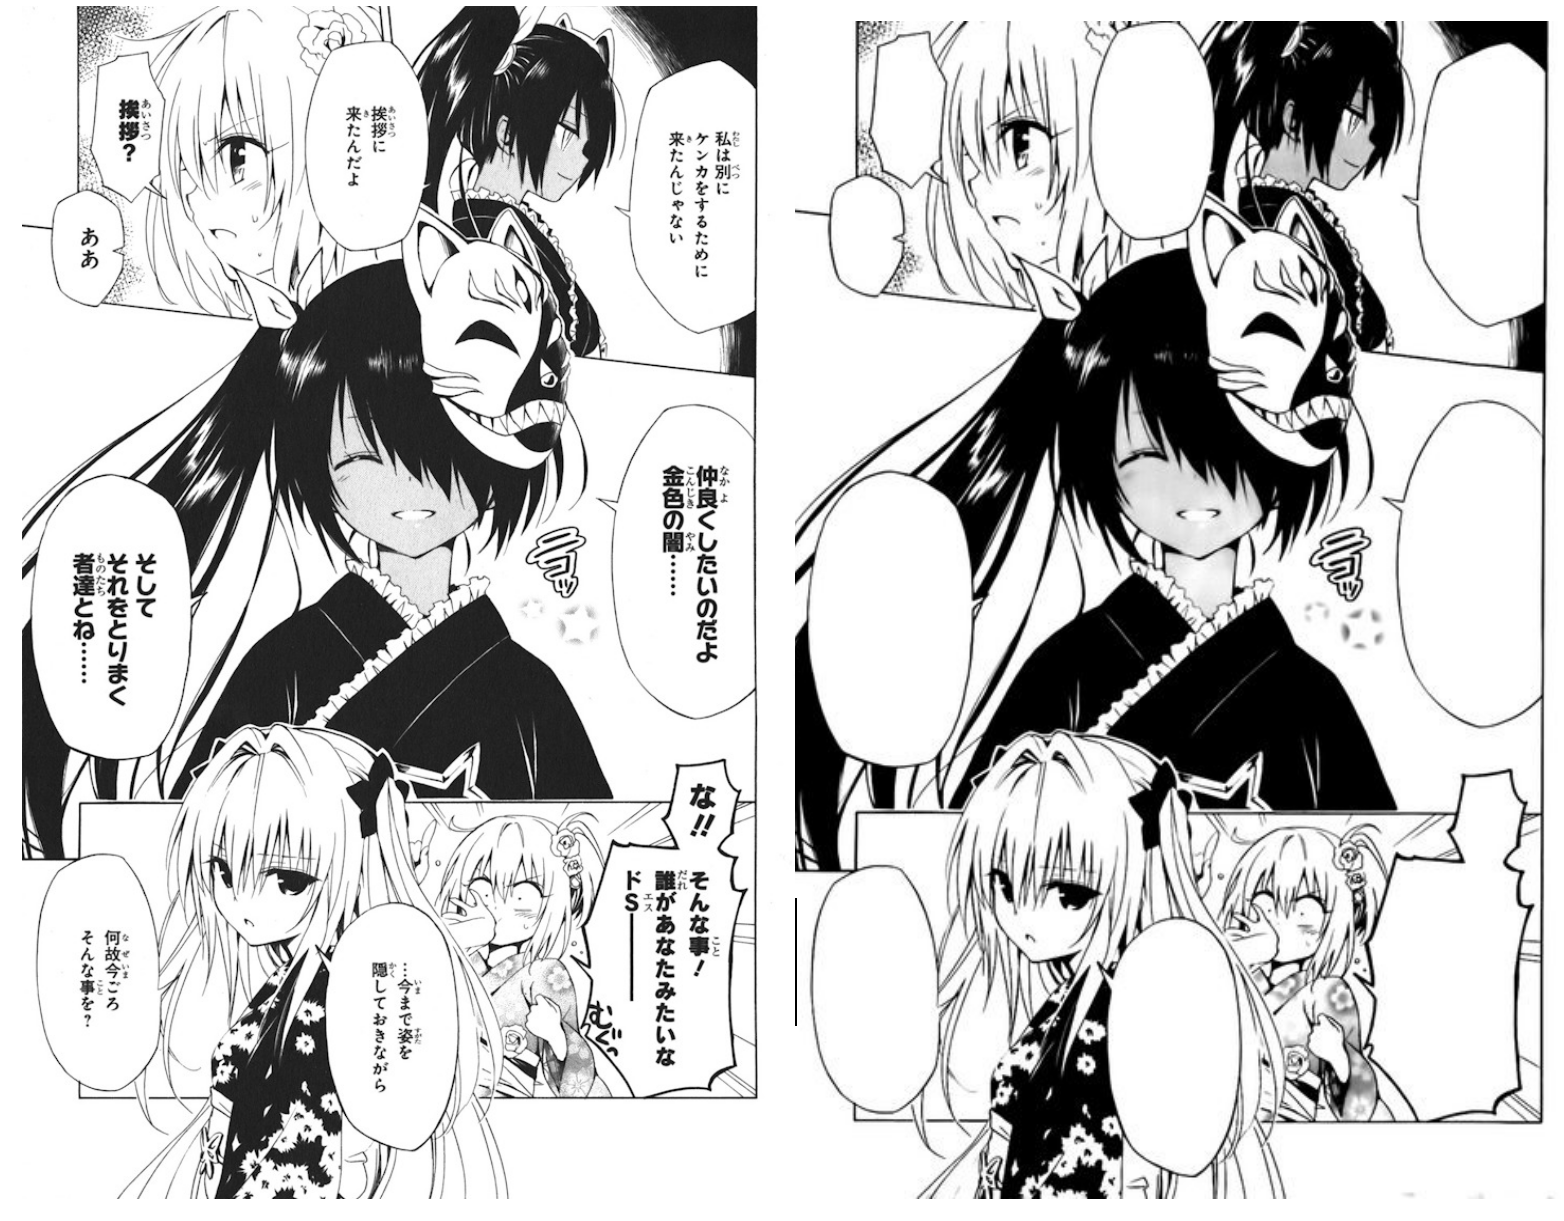 私は別に
ケンカをするために
来たんじゃない
挨拶に
来たんだよ
挨拶？
ああ
仲良くしたいのだよ
金色の闇……
ニコッ
そして
それをとりまく
者達とね……
な!!
そんな事！
誰があなたみたいな
ドS──
むぐっ
…今まで姿を
隠しておきながら
何故今ごろ
そんな事を？
ニコッ